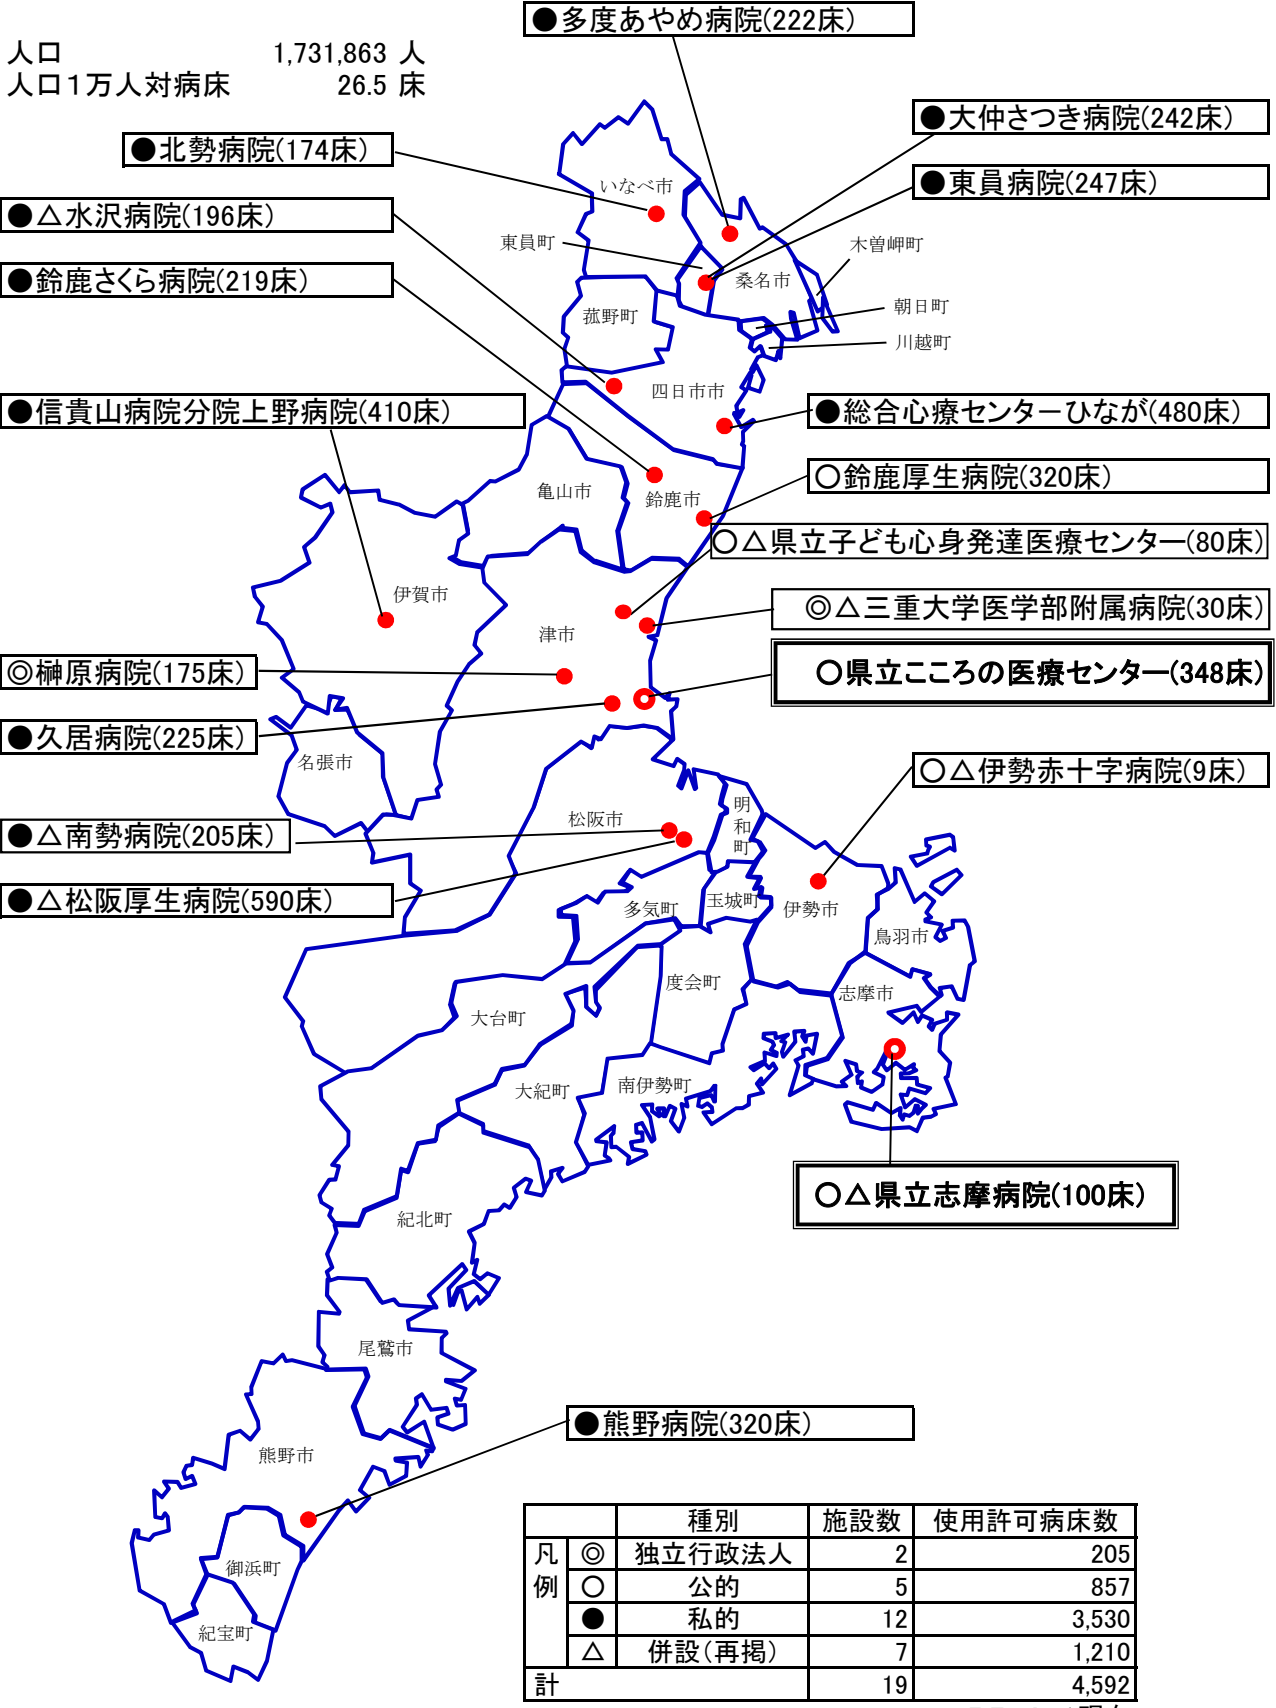 ●多度あやめ病院(222床)
人口 1,731,863 人
人口１万人対病床 26.5 床
●大仲さつき病院(242床)
●北勢病院(174床)
●東員病院(247床)
いなべ市
●△水沢病院(196床)
東員町
木曽岬町
●鈴鹿さくら病院(219床)
桑名市
朝日町
菰野町
川越町
四日市市
●信貴山病院分院上野病院(410床)
●総合心療センターひなが(480床)
○鈴鹿厚生病院(320床)
亀山市
鈴鹿市
○△県立子ども心身発達医療センター(80床)
伊賀市
◎△三重大学医学部附属病院(30床)
津市
◎榊原病院(175床)
○県立こころの医療センター(348床)
●久居病院(225床)
名張市
○△伊勢赤十字病院(9床)
明和町
松阪市
●△南勢病院(205床)
●△松阪厚生病院(590床)
多気町
玉城町
伊勢市
鳥羽市
度会町
志摩市
大台町
大紀町
南伊勢町
○△県立志摩病院(100床)
紀北町
尾鷲市
●熊野病院(320床)
熊野市
御浜町
紀宝町
種別 施設数 使用許可病床数
凡例 ◎ 独立行政法人 2 205
○ 公的 5 857
● 私的 12 3,530
△ 併設（再掲） 7 1,210
計 19 4,592